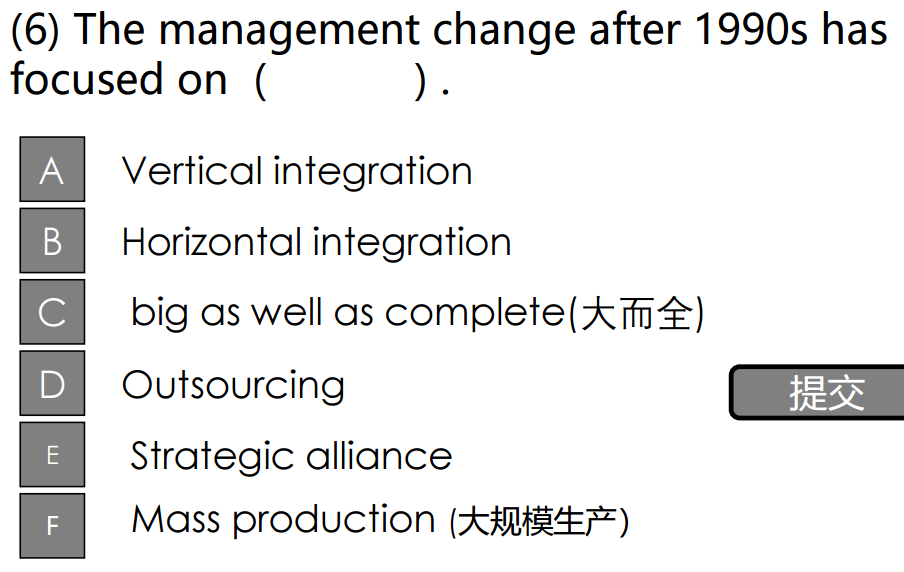 (6) The management change after 1990s has
focused on ( ) .
A Vertical integration
B Horizontal integration
C big as well as complete(大而全)
D Outsourcing
提交
E Strategic alliance
F Mass production (大规模生产)